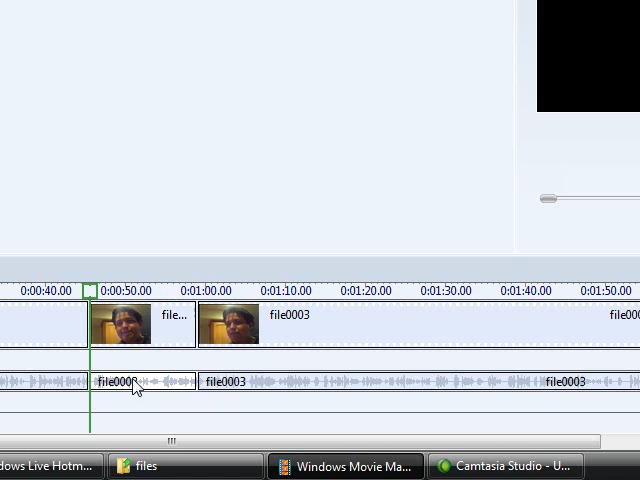 0:00:40.00 0:00:50.00 0:01:00.00 0:01:10.00 0:01:20.00 0:01:30.00 0:01:40.00 0:01:50.00
file... file0003
file0003 file0003 file0003
dows Live Hotm... files Windows Movie Ma... Camtasia Studio - U...